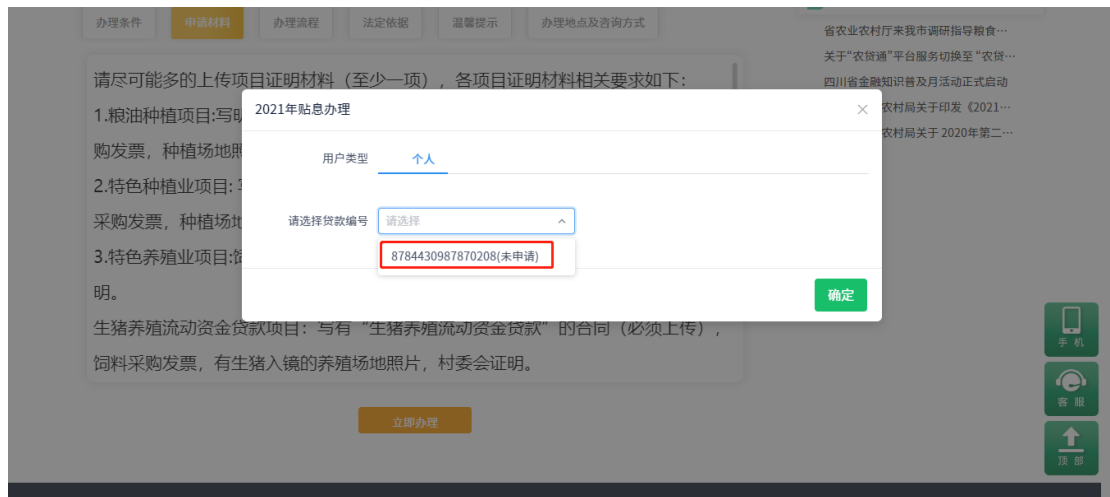 办理条件
申请材料
办理流程
法定依据
温馨提示
办理地点及咨询方式
请尽可能多的上传项目证明材料（至少一项），各项目证明材料相关要求如下：
1.粮油种植项目:写明
购发票，种植场地照
2.特色种植业项目:
采购发票，种植场地
3.特色养殖业项目:饲
明。
生猪养殖流动资金贷款项目：写有“生猪养殖流动资金贷款”的合同（必须上传），
饲料采购发票，有生猪入镜的养殖场地照片，村委会证明。
立即办理
2021年贴息办理
用户类型
个人
请选择贷款编号
请选择
8784430987870208(未申请)
确定
省农业农村厅来我市调研指导粮食…
关于“农贷通”平台服务切换至“农贷…
四川省金融知识普及月活动正式启动
农村局关于印发《2021…
农村局关于 2020年第二…
手 机
客 服
顶 部